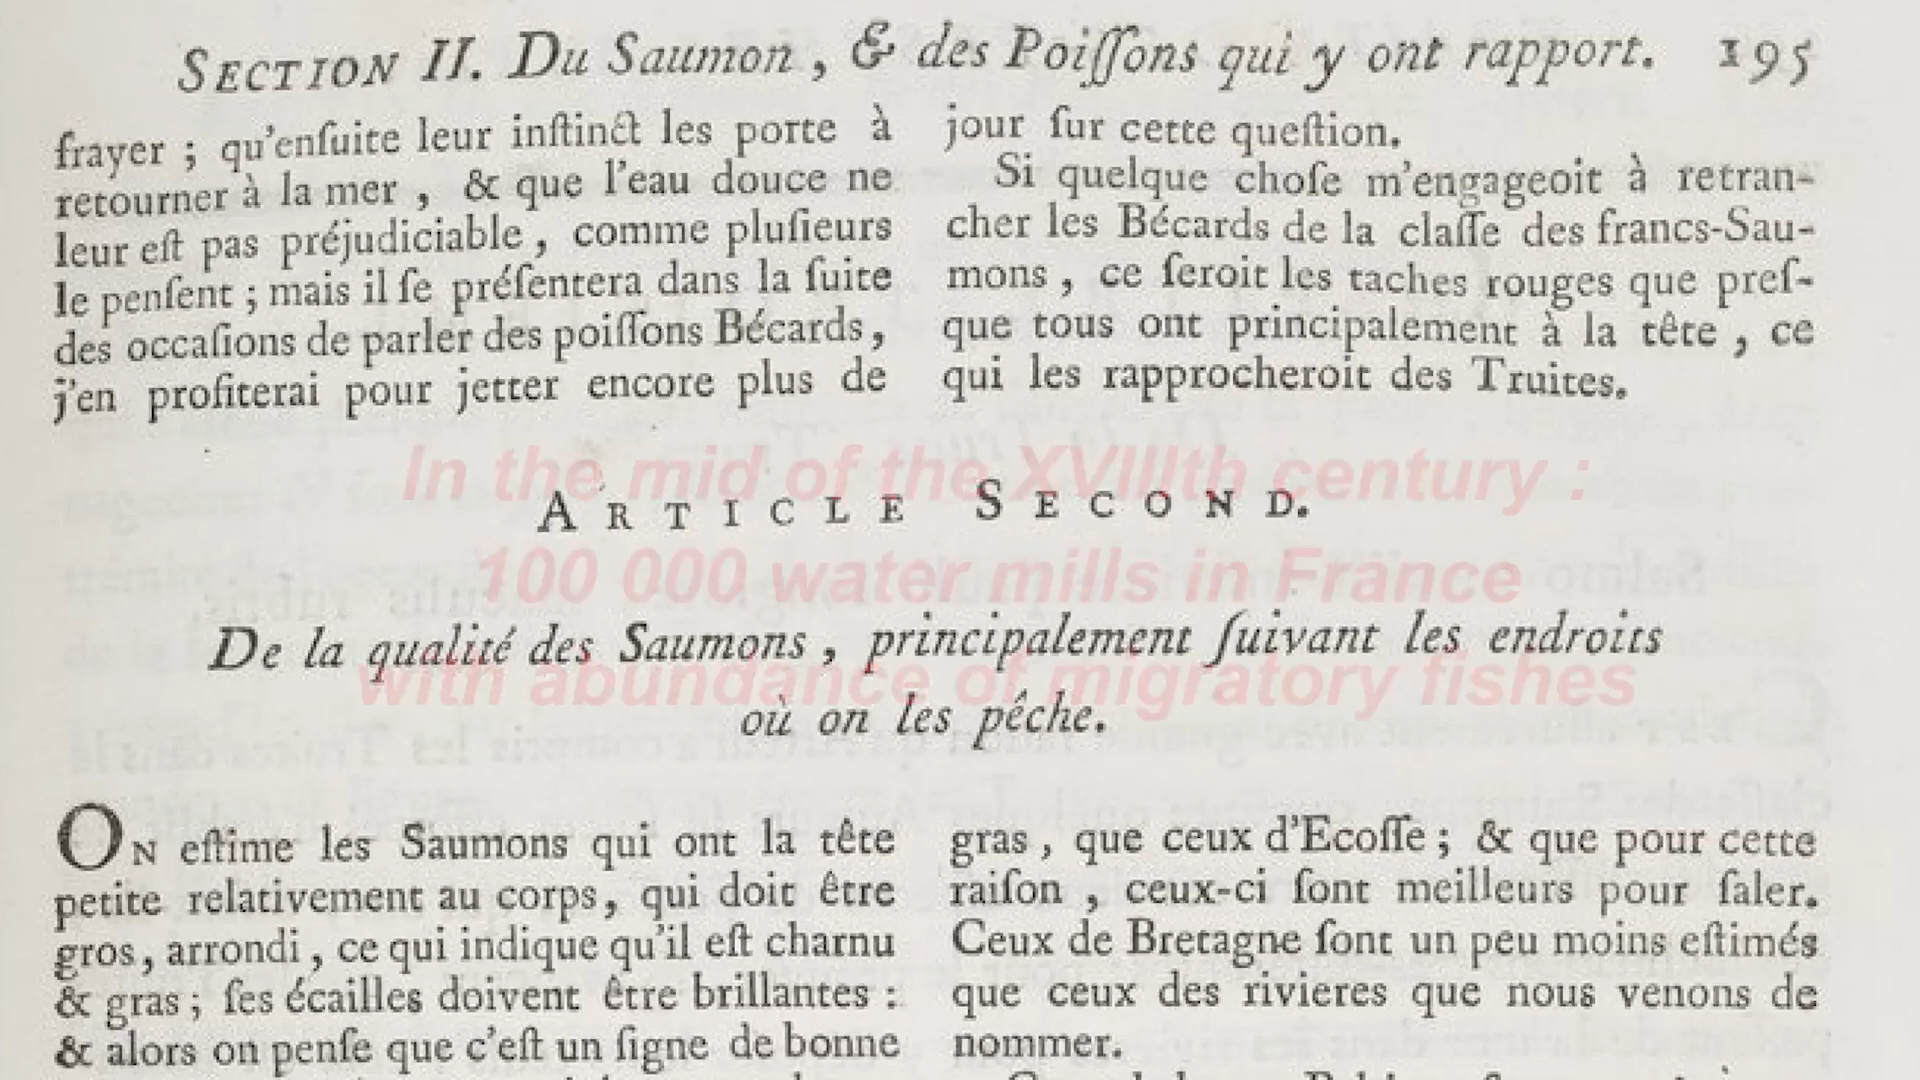 SECTION II. Du Saumon, & des Poiſſons qui y ont rapport. 195
frayer ; qu'enſuite leur inſtinct les porte à
retourner à la mer, & que l'eau douce ne
leur eſt pas préjudiciable, comme pluſieurs
le penſent ; mais il ſe préſentera dans la ſuite
des occaſions de parler des poiſſons Bécards,
j'en profiterai pour jetter encore plus de
jour ſur cette queſtion.
Si quelque choſe m'engageoit à retran-
cher les Bécards de la claſſe des francs-Sau-
mons, ce ſeroit les taches rouges que preſ-
que tous ont principalement à la tête, ce
qui les rapprocheroit des Truites.
In the mid of the XVIIIth century :
100 000 water mills in France
with abundance of migratory fishes
ARTICLE SECOND.
De la qualité des Saumons, principalement ſuivant les endroits
où on les pêche.
ON eſtime les Saumons qui ont la tête
petite relativement au corps, qui doit être
gros, arrondi, ce qui indique qu'il eſt charnu
& gras ; ſes écailles doivent être brillantes :
& alors on penſe que c'eſt un ſigne de bonne
gras, que ceux d'Ecoſſe ; & que pour cette
raiſon, ceux-ci ſont meilleurs pour ſaler.
Ceux de Bretagne ſont un peu moins eſtimés
que ceux des rivieres que nous venons de
nommer.